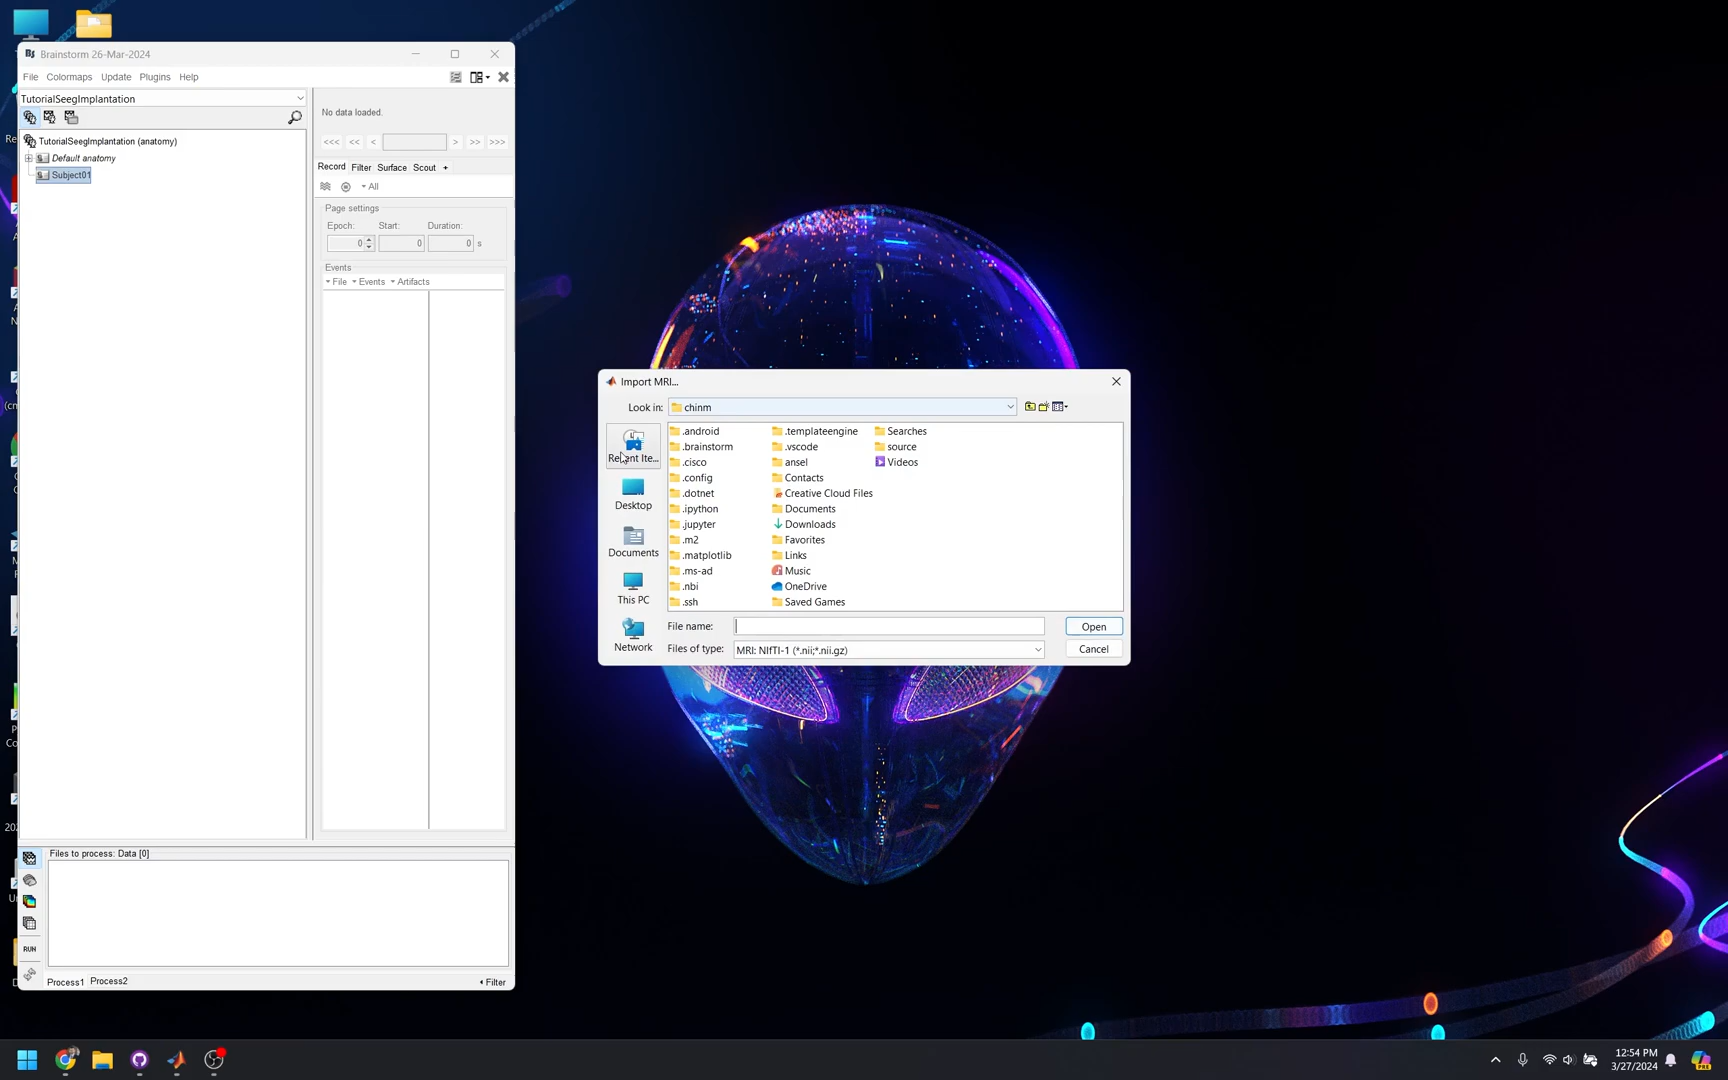 Brainstorm 26-Mar-2024
File Colormaps Update Plugins Help
TutorialSeegImplantation
TutorialSeegImplantation (anatomy)
Default anatomy
Subject01
No data loaded.
<<< << < > >> >>>
Record Filter Surface Scout +
All
Page settings
Epoch: Start: Duration:
0 0 0 s
Events
File Events Artifacts
Files to process: Data [0]
RUN
Process1 Process2 Filter
Import MRI...
Look in: chinm
Recent Ite...
Desktop
Documents
This PC
Network
.android
.brainstorm
.cisco
.config
.dotnet
.ipython
.jupyter
.m2
.matplotlib
.ms-ad
.nbi
.ssh
.templateengine
.vscode
ansel
Contacts
Creative Cloud Files
Documents
Downloads
Favorites
Links
Music
OneDrive
Saved Games
Searches
source
Videos
File name: Open
Files of type: MRI: NIfTI-1 (*.nii;*.nii.gz) Cancel
12:54 PM
3/27/2024